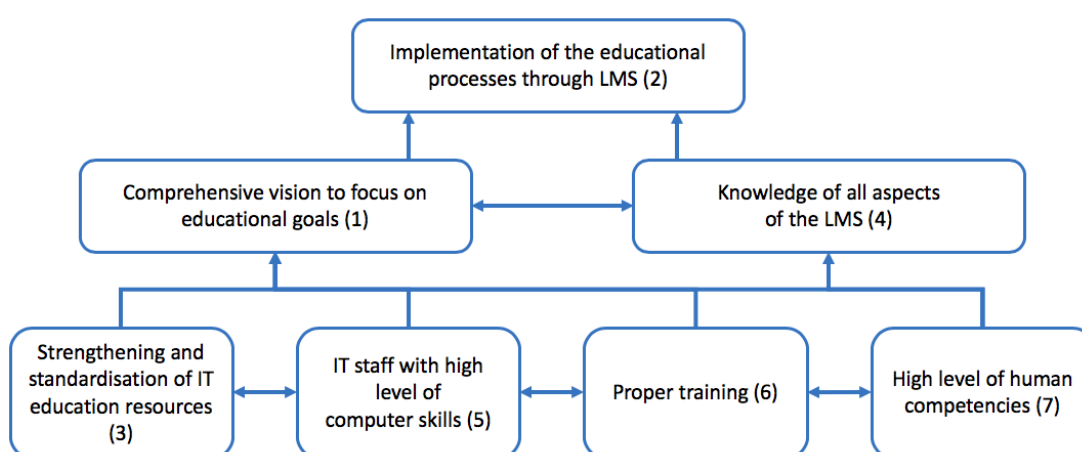 Implementation of the educational
processes through LMS (2)
Comprehensive vision to focus on
educational goals (1)
Knowledge of all aspects
of the LMS (4)
Strengthening and
standardisation of IT
education resources
(3)
IT staff with high
level of
computer skills (5)
Proper training (6)
High level of human
competencies (7)